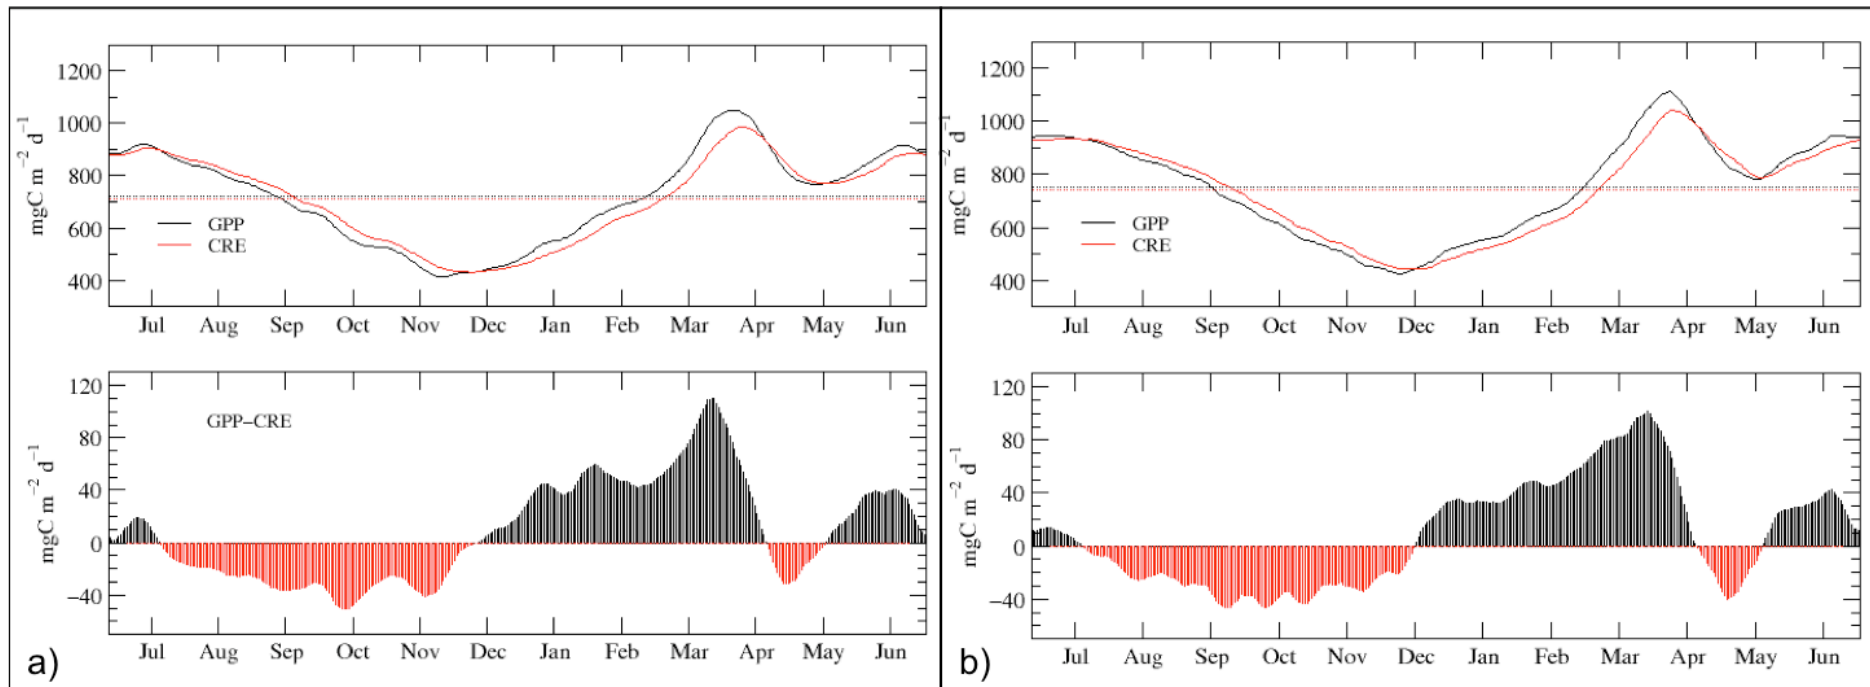 1200
1000
800
600
400
mgC m⁻² d⁻¹
GPP
CRE
Jul Aug Sep Oct Nov Dec Jan Feb Mar Apr May Jun
120
80
40
0
−40
mgC m⁻² d⁻¹
GPP−CRE
Jul Aug Sep Oct Nov Dec Jan Feb Mar Apr May Jun
a)
1200
1000
800
600
400
mgC m⁻² d⁻¹
GPP
CRE
Jul Aug Sep Oct Nov Dec Jan Feb Mar Apr May Jun
120
80
40
0
−40
mgC m⁻² d⁻¹
Jul Aug Sep Oct Nov Dec Jan Feb Mar Apr May Jun
b)